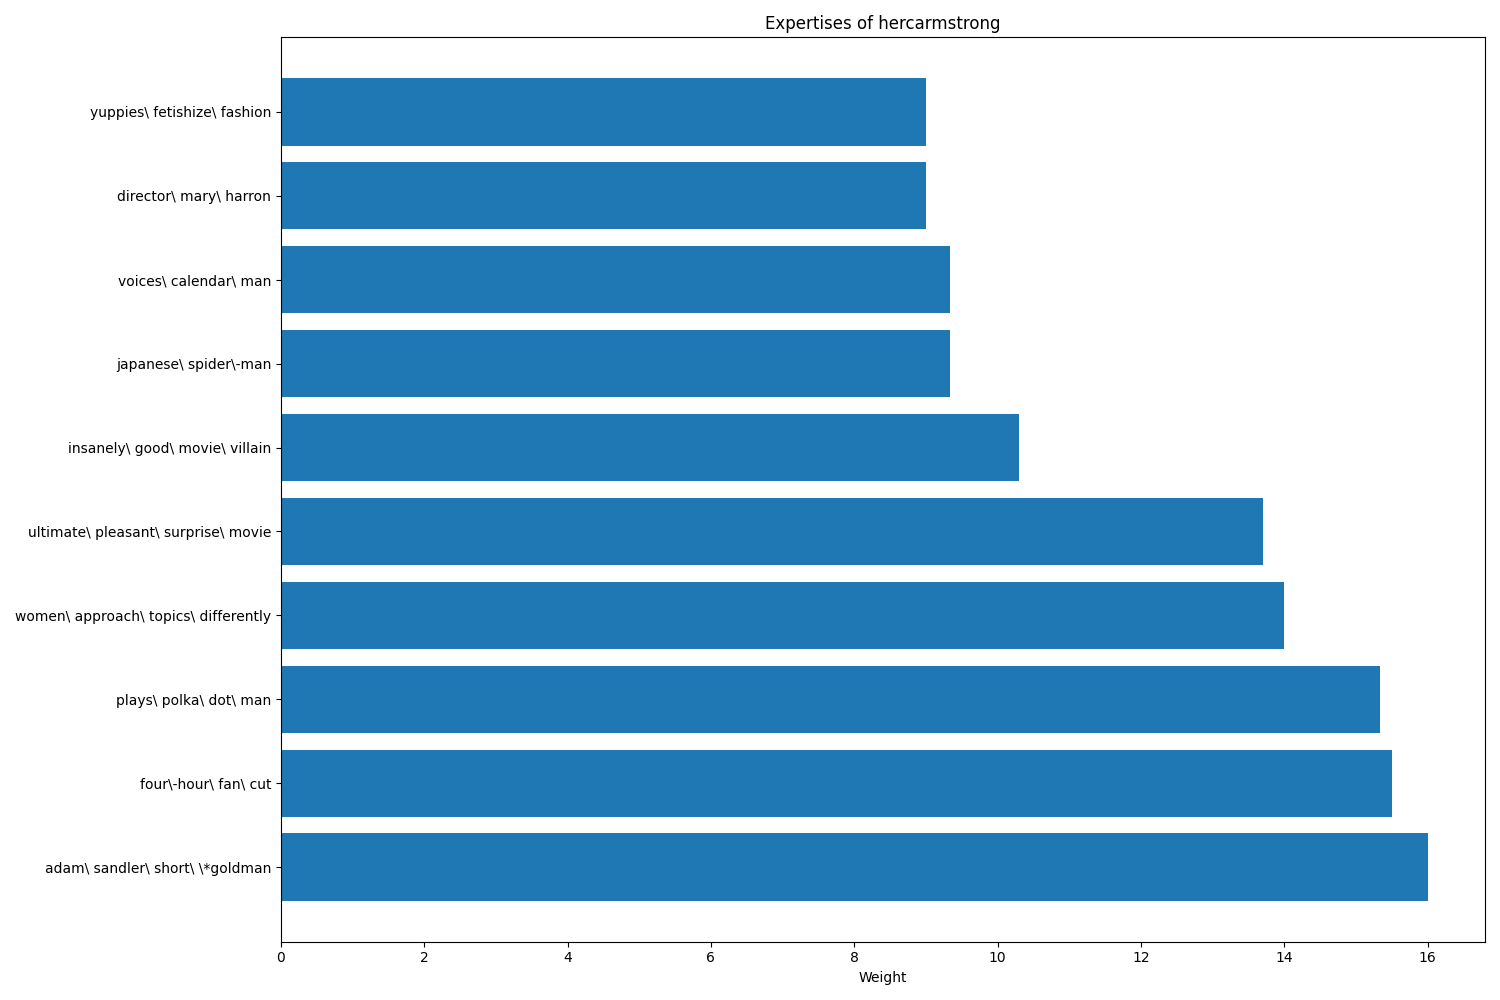 Expertises of hercarmstrong
yuppies\ fetishize\ fashion
director\ mary\ harron
voices\ calendar\ man
japanese\ spider\-man
insanely\ good\ movie\ villain
ultimate\ pleasant\ surprise\ movie
women\ approach\ topics\ differently
plays\ polka\ dot\ man
four\-hour\ fan\ cut
adam\ sandler\ short\ \*goldman
0 2 4 6 8 10 12 14 16
Weight